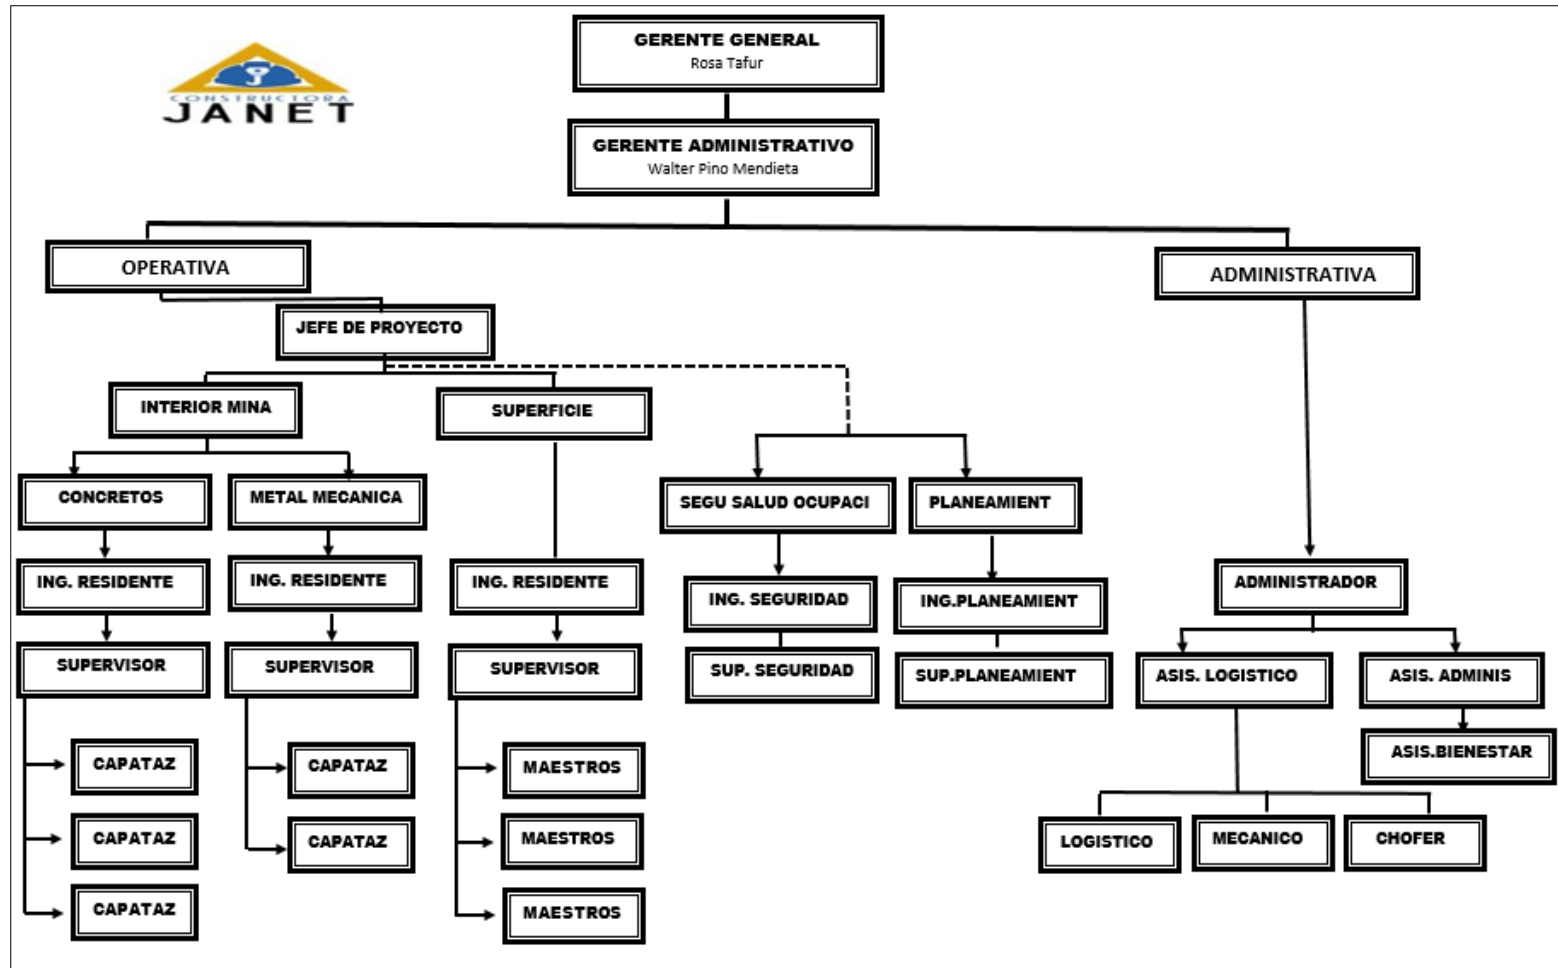 GERENTE GENERAL
Rosa Tafur
CONSTRUCTORA
JANET
GERENTE ADMINISTRATIVO
Walter Pino Mendieta
OPERATIVA
ADMINISTRATIVA
JEFE DE PROYECTO
INTERIOR MINA
SUPERFICIE
CONCRETOS
METAL MECANICA
SEGU SALUD OCUPACI
PLANEAMIENT
ING. RESIDENTE
ING. RESIDENTE
ING. RESIDENTE
ING. SEGURIDAD
ING.PLANEAMIENT
ADMINISTRADOR
SUPERVISOR
SUPERVISOR
SUPERVISOR
SUP. SEGURIDAD
SUP.PLANEAMIENT
ASIS. LOGISTICO
ASIS. ADMINIS
CAPATAZ
CAPATAZ
MAESTROS
ASIS.BIENESTAR
CAPATAZ
CAPATAZ
MAESTROS
LOGISTICO
MECANICO
CHOFER
CAPATAZ
MAESTROS